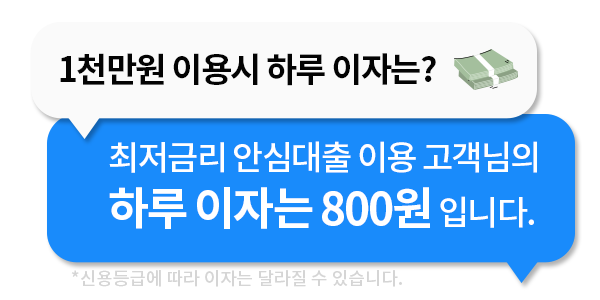 1천만원 이용시 하루 이자는?
최저금리 안심대출 이용 고객님의
하루 이자는 800원 입니다.
*신용등급에 따라 이자는 달라질 수 있습니다.